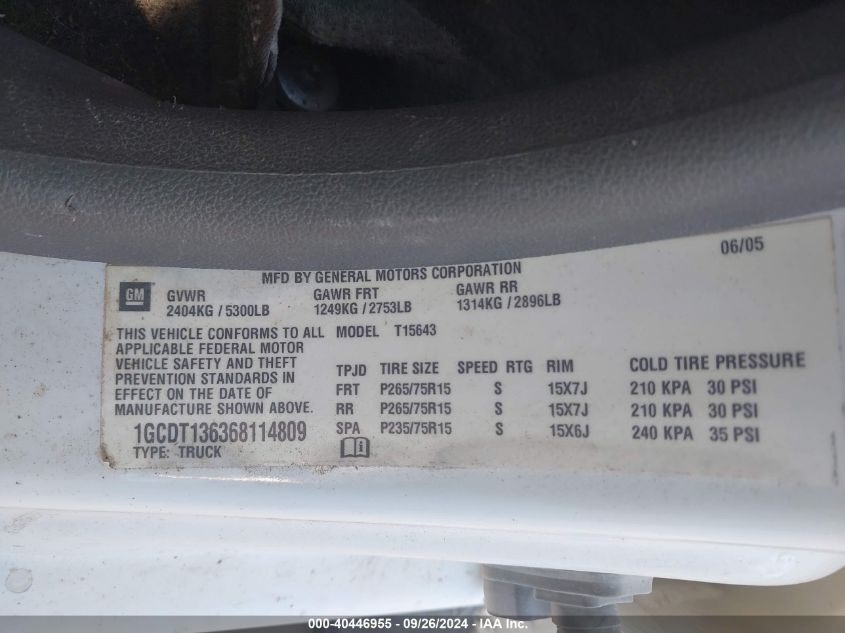 06/05
MFD BY GENERAL MOTORS CORPORATION
GM
GVWR GAWR FRT GAWR RR
2404KG / 5300LB 1249KG / 2753LB 1314KG / 2896LB
THIS VEHICLE CONFORMS TO ALL MODEL T15643
APPLICABLE FEDERAL MOTOR
VEHICLE SAFETY AND THEFT
PREVENTION STANDARDS IN
EFFECT ON THE DATE OF
MANUFACTURE SHOWN ABOVE.
TPJD TIRE SIZE SPEED RTG RIM COLD TIRE PRESSURE
FRT P265/75R15 S 15X7J 210 KPA 30 PSI
RR P265/75R15 S 15X7J 210 KPA 30 PSI
SPA P235/75R15 S 15X6J 240 KPA 35 PSI
1GCDT136368114809
TYPE: TRUCK
000-40446955 - 09/26/2024 - IAA Inc.